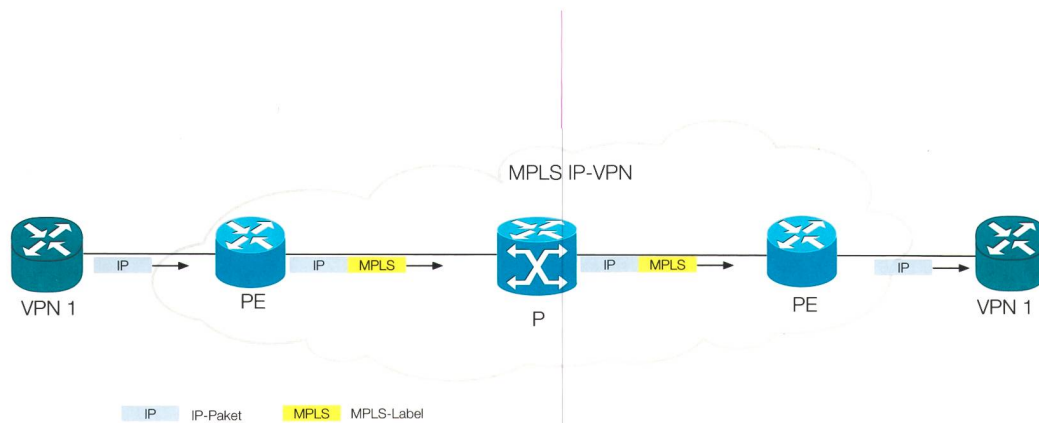 MPLS IP-VPN
IP
IP MPLS
IP MPLS
IP
VPN 1
PE
P
PE
VPN 1
IP IP-Paket MPLS MPLS-Label